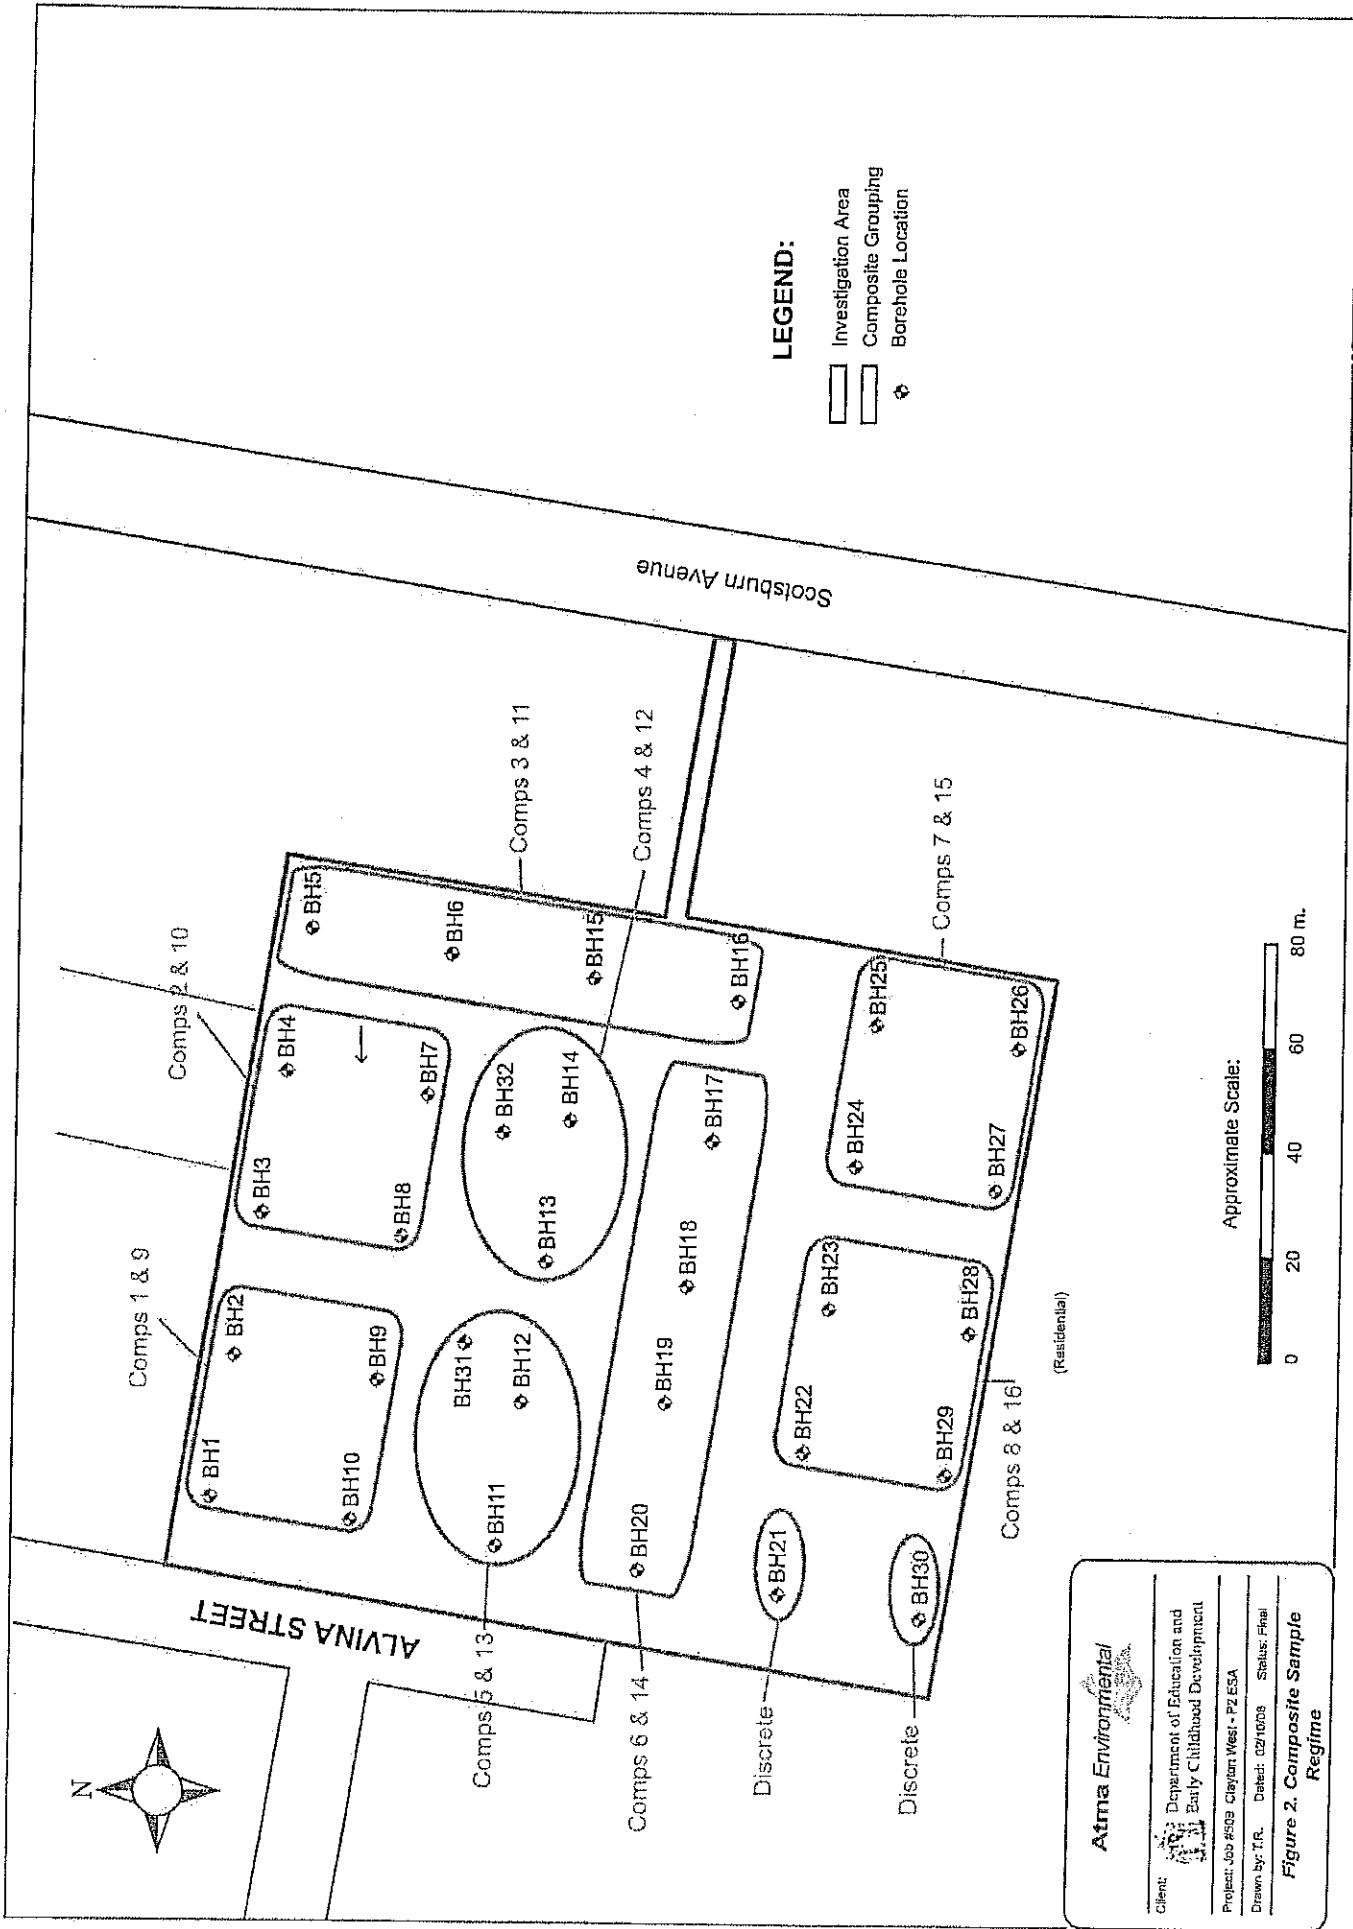 N
ALVINA STREET
Scotsburn Avenue
Comps 1 & 9
Comps 2 & 10
Comps 3 & 11
Comps 4 & 12
Comps 5 & 13
Comps 6 & 14
Comps 7 & 15
Comps 8 & 16
Discrete
Discrete
BH1
BH2
BH3
BH4
BH5
BH6
BH7
BH8
BH9
BH10
BH11
BH12
BH13
BH14
BH15
BH16
BH17
BH18
BH19
BH20
BH21
BH22
BH23
BH24
BH25
BH26
BH27
BH28
BH29
BH30
BH31
BH32
(Residential)
LEGEND:
Investigation Area
Composite Grouping
Borehole Location
Approximate Scale:
0 20 40 60 80 m.
Atma Environmental
Client: Department of Education and
Early Childhood Development
Project: Job #509 Clayton West - P2 ESA
Drawn by: T.R. Dated: 02/10/08 Status: Final
Figure 2. Composite Sample
Regime